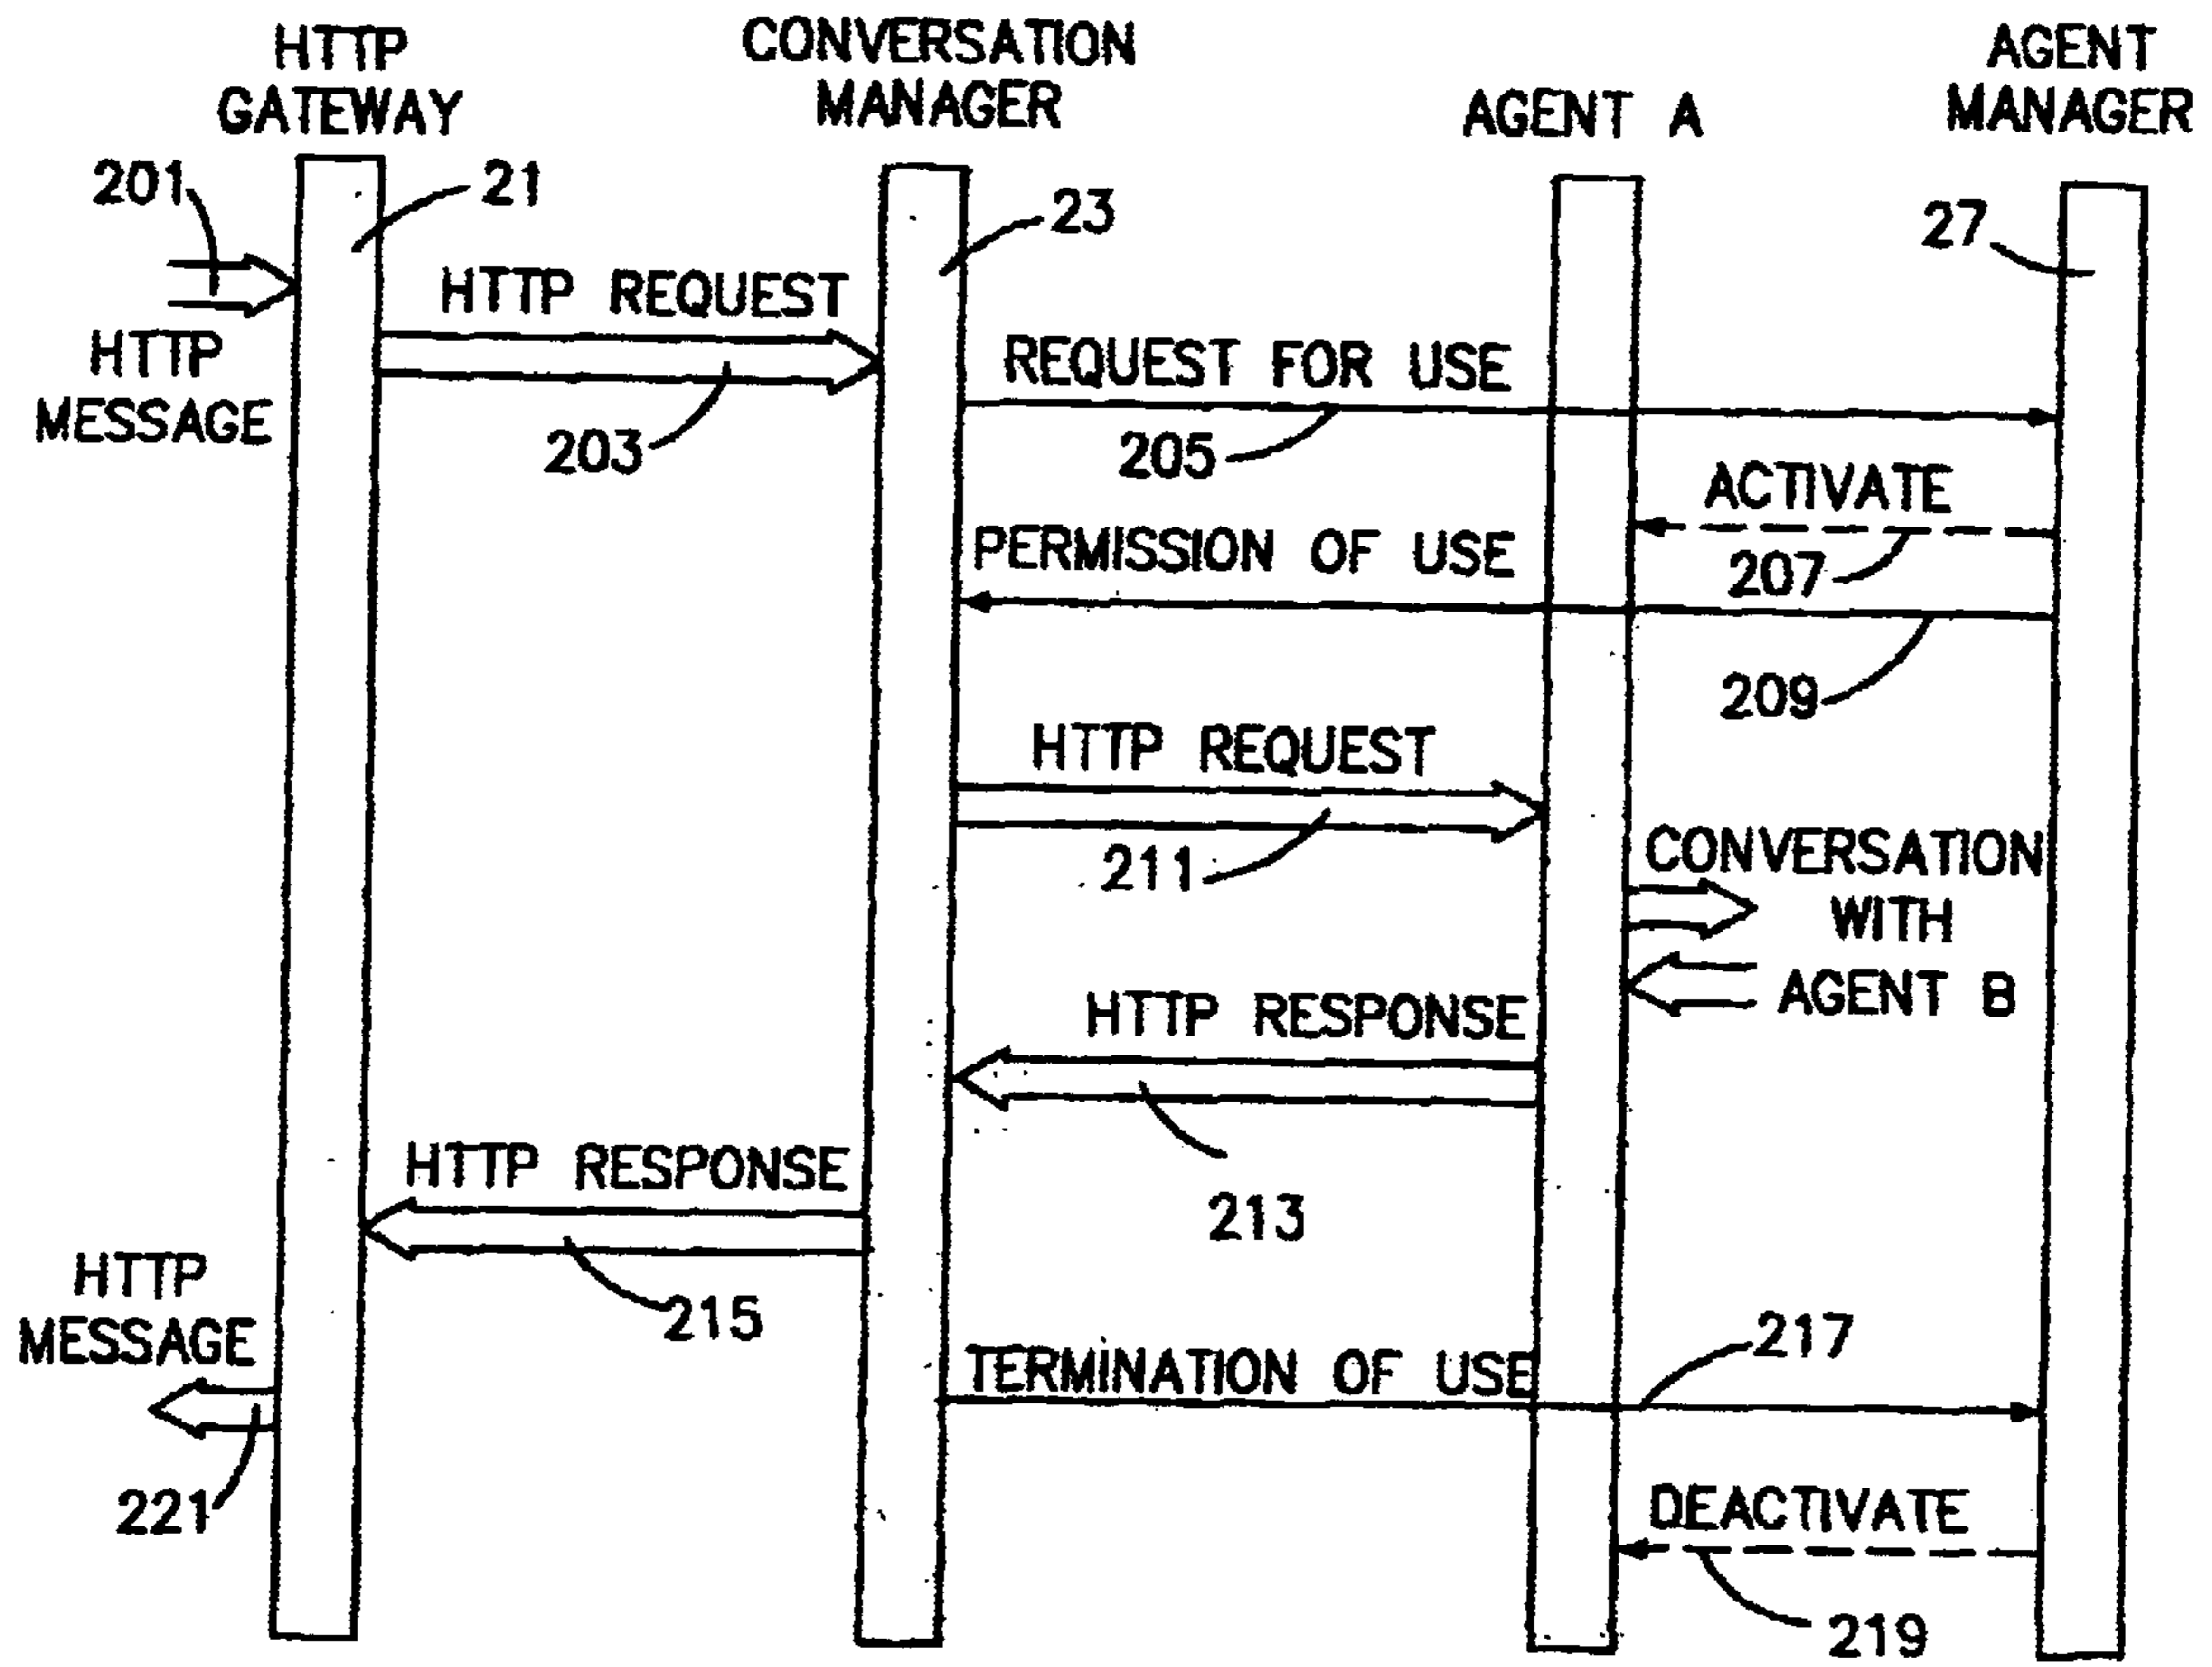 HTTP
GATEWAY
CONVERSATION
MANAGER
AGENT A
AGENT
MANAGER
201
21
23
27
HTTP
MESSAGE
HTTP REQUEST
203
REQUEST FOR USE
205
ACTIVATE
207
PERMISSION OF USE
209
HTTP REQUEST
211
CONVERSATION
WITH
AGENT B
HTTP RESPONSE
213
HTTP RESPONSE
215
HTTP
MESSAGE
221
TERMINATION OF USE
217
DEACTIVATE
219